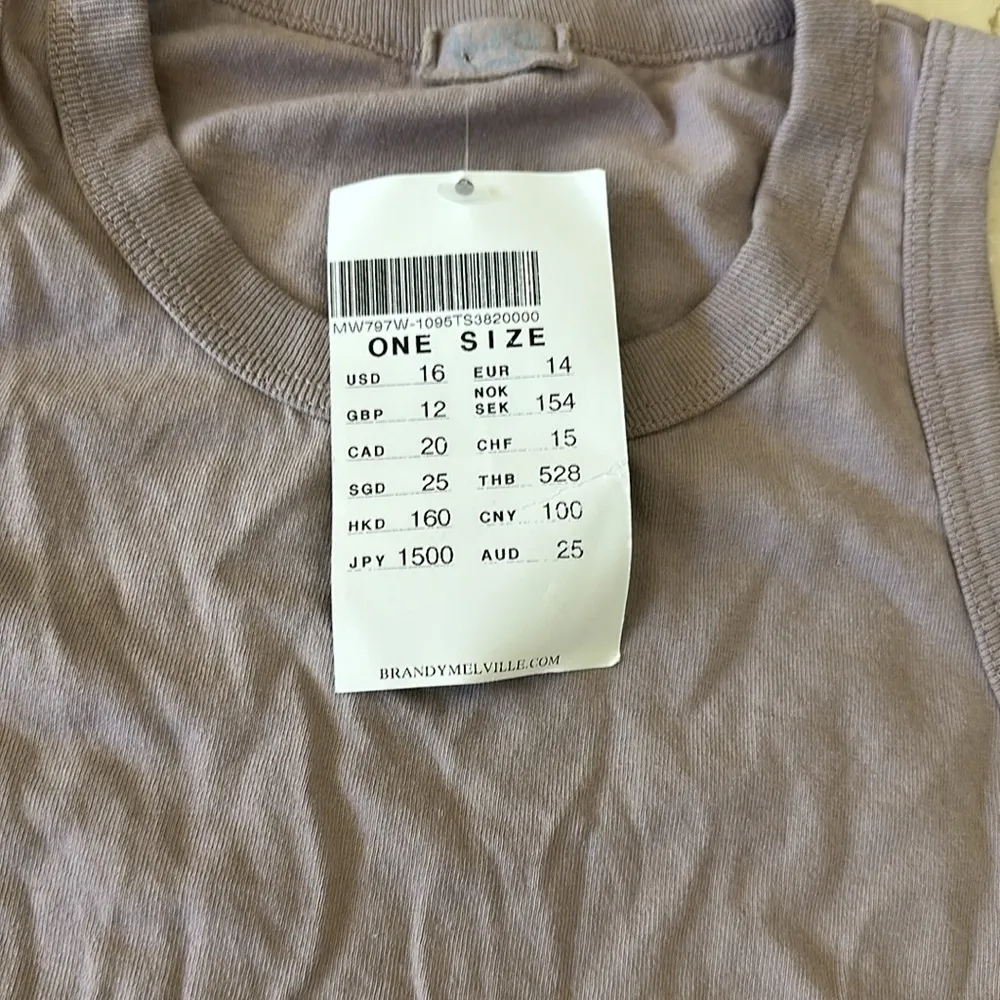 MW797W-1095TS3820000
ONE SIZE
USD 16 EUR 14
GBP 12 NOK SEK 154
CAD 20 CHF 15
SGD 25 THB 528
HKD 160 CNY 100
JPY 1500 AUD 25
BRANDYMELVILLE.COM